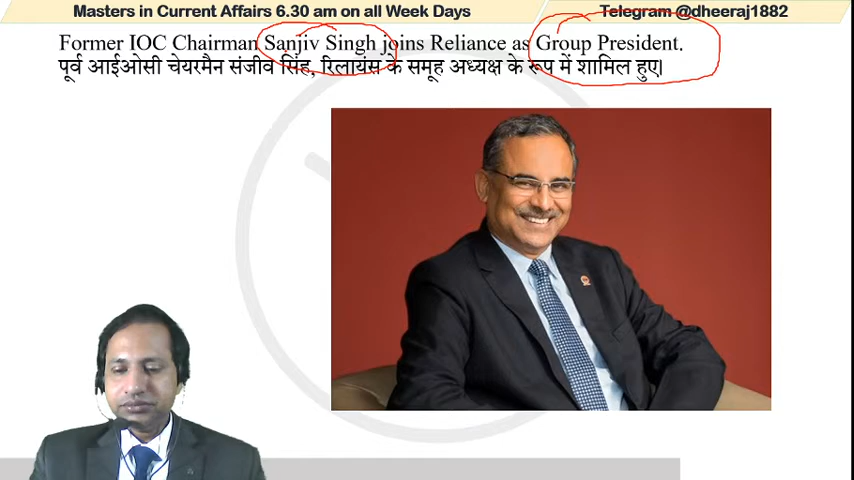 Masters in Current Affairs 6.30 am on all Week Days
Telegram @dheeraj1882
Former IOC Chairman Sanjiv Singh joins Reliance as Group President.
पूर्व आईओसी चेयरमैन संजीव सिंह, रिलायंस के समूह अध्यक्ष के रूप में शामिल हुए।